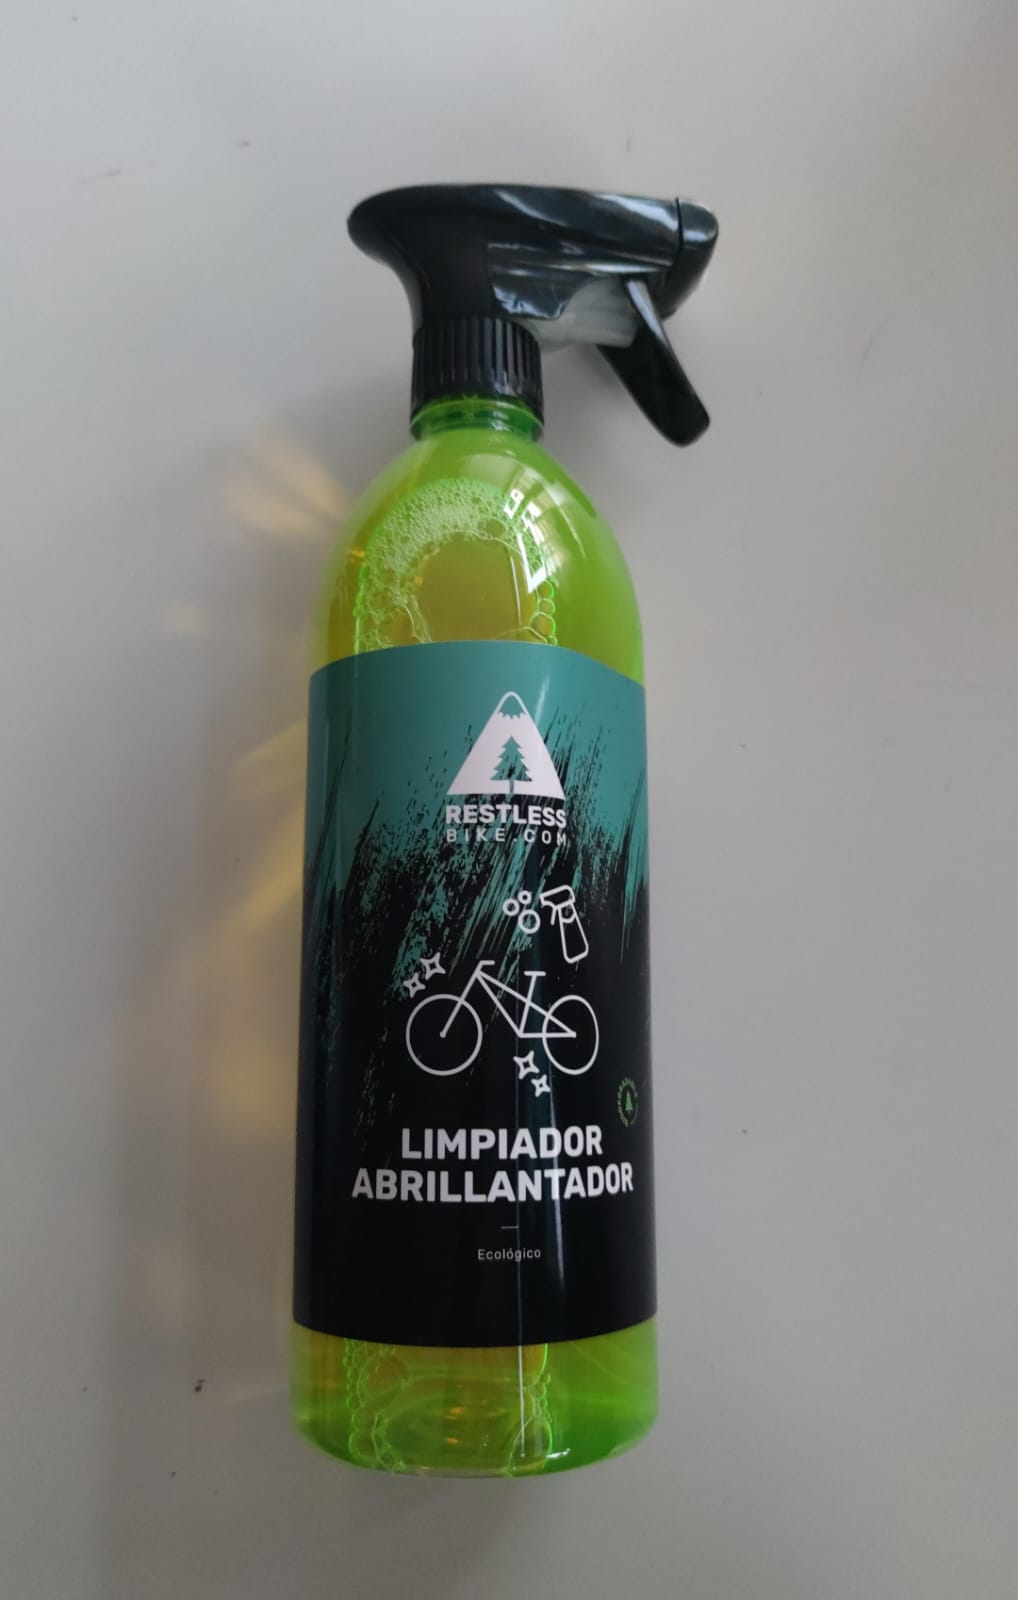 RESTLESS
BIKE.COM
LIMPIADOR
ABRILLANTADOR
Ecológico